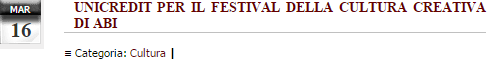 MAR
16
UNICREDIT PER IL FESTIVAL DELLA CULTURA CREATIVA
DI ABI
≡ Categoria: Cultura |